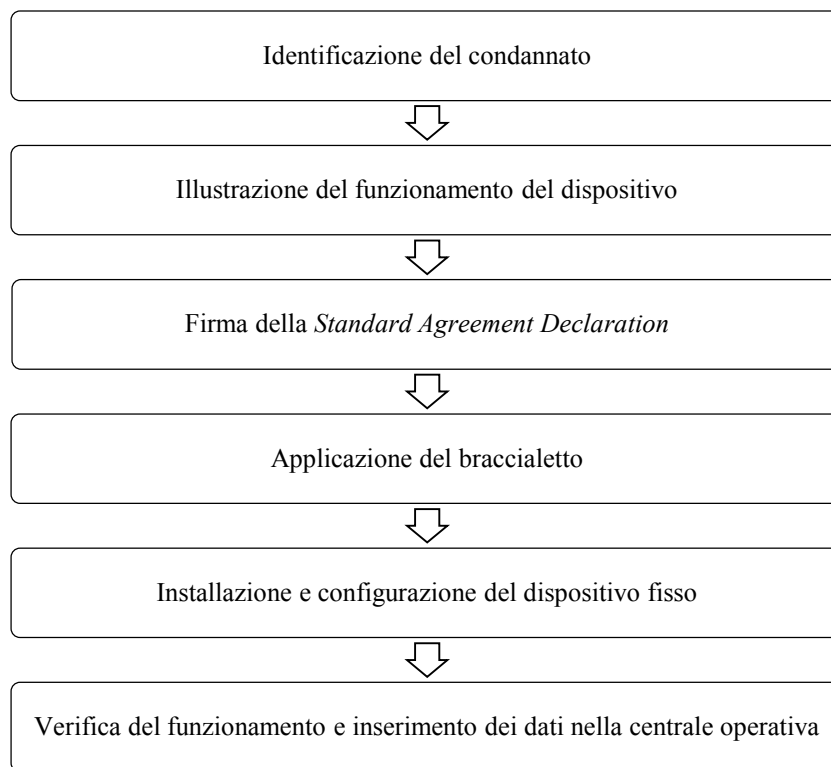 Identificazione del condannato
Illustrazione del funzionamento del dispositivo
Firma della Standard Agreement Declaration
Applicazione del braccialetto
Installazione e configurazione del dispositivo fisso
Verifica del funzionamento e inserimento dei dati nella centrale operativa